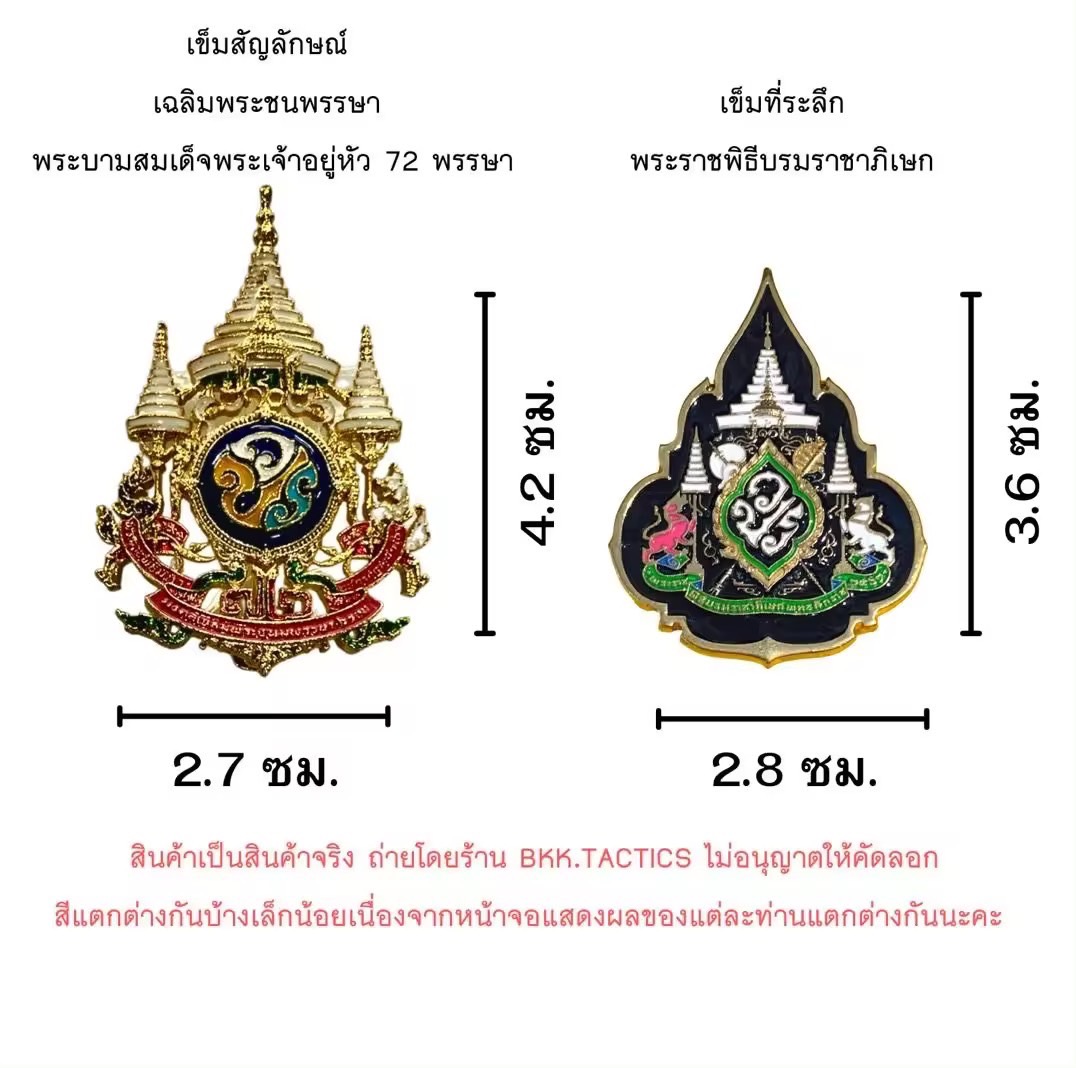 เข็มสัญลักษณ์
เฉลิมพระชนพรรษา
พระบามสมเด็จพระเจ้าอยู่หัว 72 พรรษา
เข็มที่ระลึก
พระราชพิธีบรมราชาภิเษก
4.2 ซม.
3.6 ซม.
๗๒
2.7 ซม.
2.8 ซม.
สินค้าเป็นสินค้าจริง ถ่ายโดยร้าน BKK.TACTICS ไม่อนุญาตให้คัดลอก
สีแตกต่างกันบ้างเล็กน้อยเนื่องจากหน้าจอแสดงผลของแต่ละท่านแตกต่างกันนะคะ